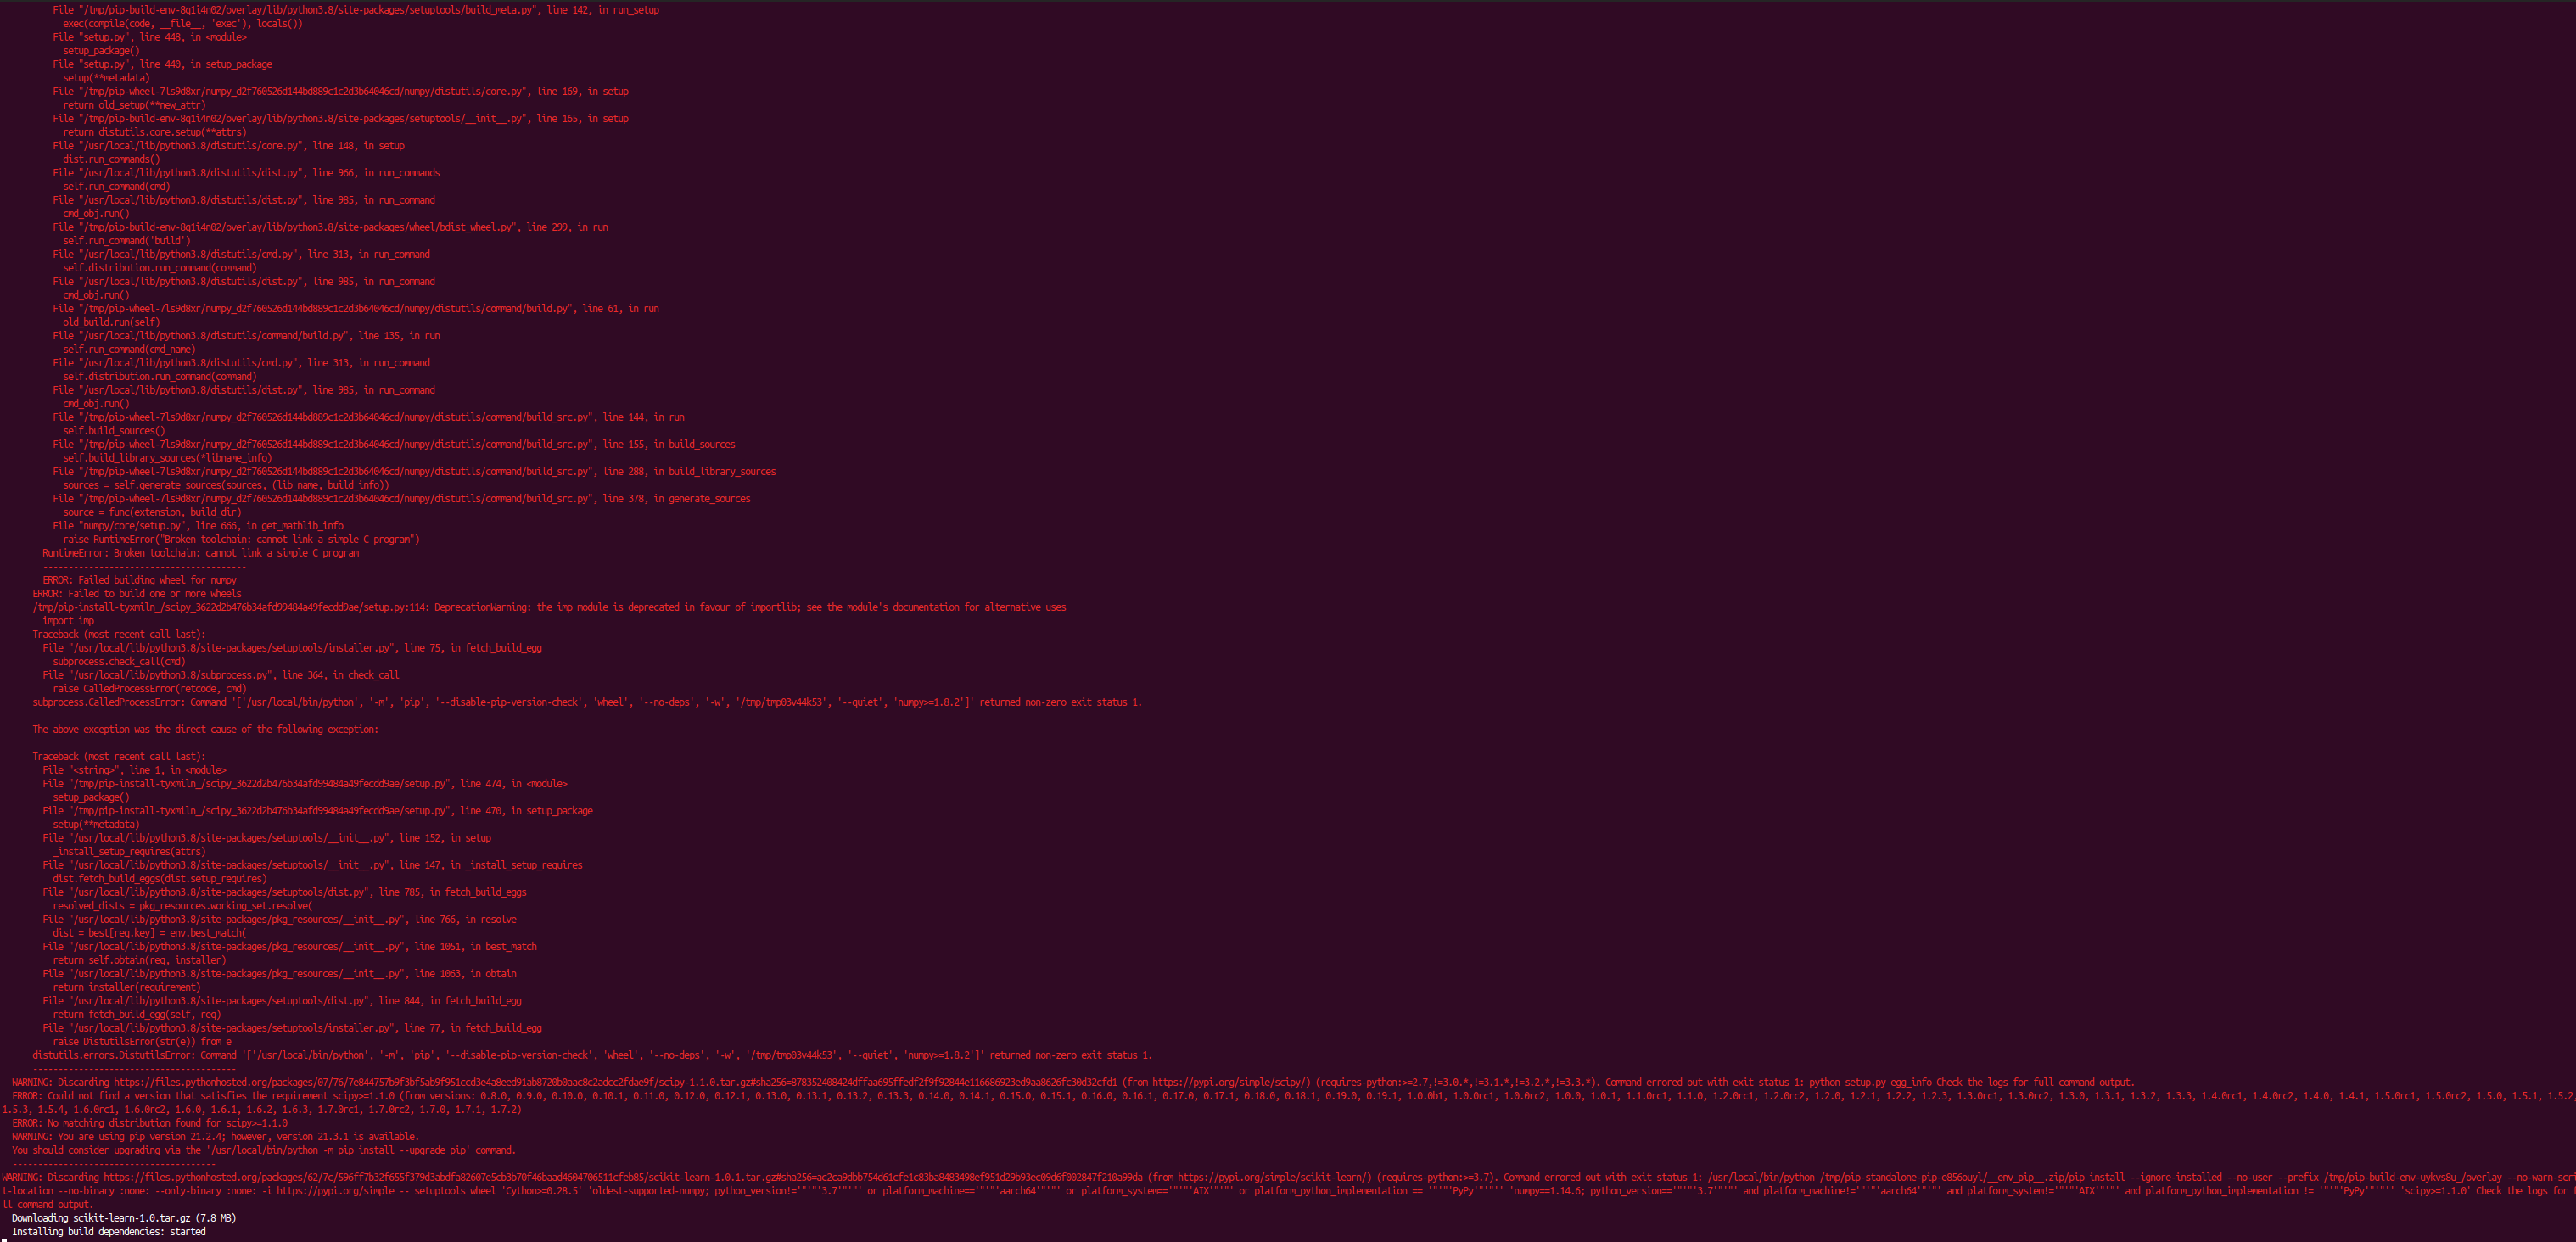 File "/tmp/pip-build-env-8q1i4n02/overlay/lib/python3.8/site-packages/setuptools/build_meta.py", line 142, in run_setup
exec(compile(code, __file__, 'exec'), locals())
File "setup.py", line 448, in <module>
setup_package()
File "setup.py", line 440, in setup_package
setup(**metadata)
File "/tmp/pip-wheel-7ls9d8xr/numpy_d2f760526d144bd889c1c2d3b64046cd/numpy/distutils/core.py", line 169, in setup
return old_setup(**new_attr)
File "/tmp/pip-build-env-8q1i4n02/overlay/lib/python3.8/site-packages/setuptools/__init__.py", line 165, in setup
return distutils.core.setup(**attrs)
File "/usr/local/lib/python3.8/distutils/core.py", line 148, in setup
dist.run_commands()
File "/usr/local/lib/python3.8/distutils/dist.py", line 966, in run_commands
self.run_command(cmd)
File "/usr/local/lib/python3.8/distutils/dist.py", line 985, in run_command
cmd_obj.run()
File "/tmp/pip-build-env-8q1i4n02/overlay/lib/python3.8/site-packages/wheel/bdist_wheel.py", line 299, in run
self.run_command('build')
File "/usr/local/lib/python3.8/distutils/cmd.py", line 313, in run_command
self.distribution.run_command(command)
File "/usr/local/lib/python3.8/distutils/dist.py", line 985, in run_command
cmd_obj.run()
File "/tmp/pip-wheel-7ls9d8xr/numpy_d2f760526d144bd889c1c2d3b64046cd/numpy/distutils/command/build.py", line 61, in run
old_build.run(self)
File "/usr/local/lib/python3.8/distutils/command/build.py", line 135, in run
self.run_command(cmd_name)
File "/usr/local/lib/python3.8/distutils/cmd.py", line 313, in run_command
self.distribution.run_command(command)
File "/usr/local/lib/python3.8/distutils/dist.py", line 985, in run_command
cmd_obj.run()
File "/tmp/pip-wheel-7ls9d8xr/numpy_d2f760526d144bd889c1c2d3b64046cd/numpy/distutils/command/build_src.py", line 144, in run
self.build_sources()
File "/tmp/pip-wheel-7ls9d8xr/numpy_d2f760526d144bd889c1c2d3b64046cd/numpy/distutils/command/build_src.py", line 155, in build_sources
self.build_library_sources(*libname_info)
File "/tmp/pip-wheel-7ls9d8xr/numpy_d2f760526d144bd889c1c2d3b64046cd/numpy/distutils/command/build_src.py", line 288, in build_library_sources
sources = self.generate_sources(sources, (lib_name, build_info))
File "/tmp/pip-wheel-7ls9d8xr/numpy_d2f760526d144bd889c1c2d3b64046cd/numpy/distutils/command/build_src.py", line 378, in generate_sources
source = func(extension, build_dir)
File "numpy/core/setup.py", line 666, in get_mathlib_info
raise RuntimeError("Broken toolchain: cannot link a simple C program")
RuntimeError: Broken toolchain: cannot link a simple C program
----------------------------------------
ERROR: Failed building wheel for numpy
ERROR: Failed to build one or more wheels
/tmp/pip-install-tyxmiln_/scipy_3622d2b476b34afd99484a49fecdd9ae/setup.py:114: DeprecationWarning: the imp module is deprecated in favour of importlib; see the module's documentation for alternative uses
import imp
Traceback (most recent call last):
File "/usr/local/lib/python3.8/site-packages/setuptools/installer.py", line 75, in fetch_build_egg
subprocess.check_call(cmd)
File "/usr/local/lib/python3.8/subprocess.py", line 364, in check_call
raise CalledProcessError(retcode, cmd)
subprocess.CalledProcessError: Command '['/usr/local/bin/python', '-m', 'pip', '--disable-pip-version-check', 'wheel', '--no-deps', '-w', '/tmp/tmp03v44k53', '--quiet', 'numpy>=1.8.2']' returned non-zero exit status 1.
The above exception was the direct cause of the following exception:
Traceback (most recent call last):
File "<string>", line 1, in <module>
File "/tmp/pip-install-tyxmiln_/scipy_3622d2b476b34afd99484a49fecdd9ae/setup.py", line 474, in <module>
setup_package()
File "/tmp/pip-install-tyxmiln_/scipy_3622d2b476b34afd99484a49fecdd9ae/setup.py", line 470, in setup_package
setup(**metadata)
File "/usr/local/lib/python3.8/site-packages/setuptools/__init__.py", line 152, in setup
_install_setup_requires(attrs)
File "/usr/local/lib/python3.8/site-packages/setuptools/__init__.py", line 147, in _install_setup_requires
dist.fetch_build_eggs(dist.setup_requires)
File "/usr/local/lib/python3.8/site-packages/setuptools/dist.py", line 785, in fetch_build_eggs
resolved_dists = pkg_resources.working_set.resolve(
File "/usr/local/lib/python3.8/site-packages/pkg_resources/__init__.py", line 766, in resolve
dist = best[req.key] = env.best_match(
File "/usr/local/lib/python3.8/site-packages/pkg_resources/__init__.py", line 1051, in best_match
return self.obtain(req, installer)
File "/usr/local/lib/python3.8/site-packages/pkg_resources/__init__.py", line 1063, in obtain
return installer(requirement)
File "/usr/local/lib/python3.8/site-packages/setuptools/dist.py", line 844, in fetch_build_egg
return fetch_build_egg(self, req)
File "/usr/local/lib/python3.8/site-packages/setuptools/installer.py", line 77, in fetch_build_egg
raise DistutilsError(str(e)) from e
distutils.errors.DistutilsError: Command '['/usr/local/bin/python', '-m', 'pip', '--disable-pip-version-check', 'wheel', '--no-deps', '-w', '/tmp/tmp03v44k53', '--quiet', 'numpy>=1.8.2']' returned non-zero exit status 1.
----------------------------------------
WARNING: Discarding https://files.pythonhosted.org/packages/07/76/7e844757b9f3bf5ab9f951ccd3e4a8eed91ab8720b0aac8c2adcc2fdae9f/scipy-1.1.0.tar.gz#sha256=878352408424dffaa695ffedf2f9f92844e116686923ed9aa8626fc30d32cfd1 (from https://pypi.org/simple/scipy/) (requires-python:>=2.7,!=3.0.*,!=3.1.*,!=3.2.*,!=3.3.*). Command errored out with exit status 1: python setup.py egg_info Check the logs for full command output.
ERROR: Could not find a version that satisfies the requirement scipy>=1.1.0 (from versions: 0.8.0, 0.9.0, 0.10.0, 0.10.1, 0.11.0, 0.12.0, 0.12.1, 0.13.0, 0.13.1, 0.13.2, 0.13.3, 0.14.0, 0.14.1, 0.15.0, 0.15.1, 0.16.0, 0.16.1, 0.17.0, 0.17.1, 0.18.0, 0.18.1, 0.19.0, 0.19.1, 1.0.0b1, 1.0.0rc1, 1.0.0rc2, 1.0.0, 1.0.1, 1.1.0rc1, 1.1.0, 1.2.0rc1, 1.2.0rc2, 1.2.0, 1.2.1, 1.2.2, 1.2.3, 1.3.0rc1, 1.3.0rc2, 1.3.0, 1.3.1, 1.3.2, 1.3.3, 1.4.0rc1, 1.4.0rc2, 1.4.0, 1.4.1, 1.5.0rc1, 1.5.0rc2, 1.5.0, 1.5.1, 1.5.2,
1.5.3, 1.5.4, 1.6.0rc1, 1.6.0rc2, 1.6.0, 1.6.1, 1.6.2, 1.6.3, 1.7.0rc1, 1.7.0rc2, 1.7.0, 1.7.1, 1.7.2)
ERROR: No matching distribution found for scipy>=1.1.0
WARNING: You are using pip version 21.2.4; however, version 21.3.1 is available.
You should consider upgrading via the '/usr/local/bin/python -m pip install --upgrade pip' command.
----------------------------------------
WARNING: Discarding https://files.pythonhosted.org/packages/62/7c/596ff7b32f655f379d3abdfa82607e5cb3b70f46baad4604706511cfeb85/scikit-learn-1.0.1.tar.gz#sha256=ac2ca9dbb754d61cfe1c83ba8483498ef951d29b93ec09d6f002847f210a99da (from https://pypi.org/simple/scikit-learn/) (requires-python:>=3.7). Command errored out with exit status 1: /usr/local/bin/python /tmp/pip-standalone-pip-e856ouyl/__env_pip__.zip/pip install --ignore-installed --no-user --prefix /tmp/pip-build-env-uykvs8u_/overlay --no-warn-scri
t-location --no-binary :none: --only-binary :none: -i https://pypi.org/simple -- setuptools wheel 'Cython>=0.28.5' 'oldest-supported-numpy; python_version!='"'"'3.7'"'"' or platform_machine=='"'"'aarch64'"'"' or platform_system=='"'"'AIX'"'"' or platform_python_implementation == '"'"'PyPy'"'"'' 'numpy==1.14.6; python_version=='"'"'3.7'"'"' and platform_machine!='"'"'aarch64'"'"' and platform_system!='"'"'AIX'"'"' and platform_python_implementation != '"'"'PyPy'"'"'' 'scipy>=1.1.0' Check the logs for f
ll command output.
Downloading scikit-learn-1.0.tar.gz (7.8 MB)
Installing build dependencies: started